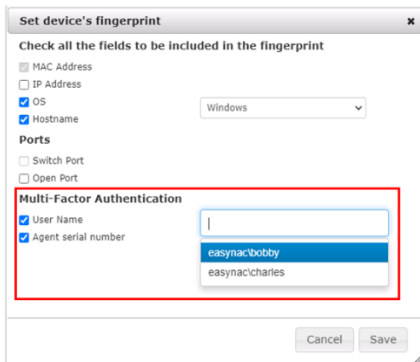 Set device's fingerprint
Check all the fields to be included in the fingerprint
MAC Address
IP Address
OS Windows
Hostname
Ports
Switch Port
Open Port
Multi-Factor Authentication
User Name
Agent serial number
easynac\bobby
easynac\charles
Cancel Save